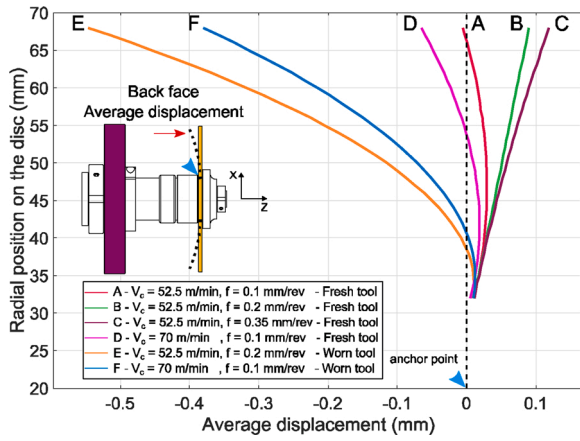 70
65
60
55
50
45
40
35
30
25
20
Radial position on the disc (mm)
E
F
D
A
B
C
Back face
Average displacement
x
z
A - Vc = 52.5 m/min, f = 0.1 mm/rev - Fresh tool
B - Vc = 52.5 m/min, f = 0.2 mm/rev - Fresh tool
C - Vc = 52.5 m/min, f = 0.35 mm/rev - Fresh tool
D - Vc = 70 m/min , f = 0.1 mm/rev - Fresh tool
E - Vc = 52.5 m/min, f = 0.2 mm/rev - Worn tool
F - Vc = 70 m/min , f = 0.1 mm/rev - Worn tool
anchor point
-0.5 -0.4 -0.3 -0.2 -0.1 0 0.1
Average displacement (mm)